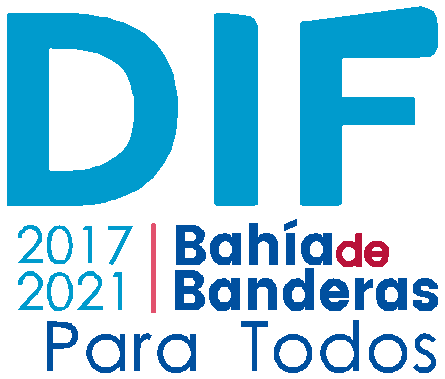 DIF
2017 Bahía de
2021 Banderas
Para Todos